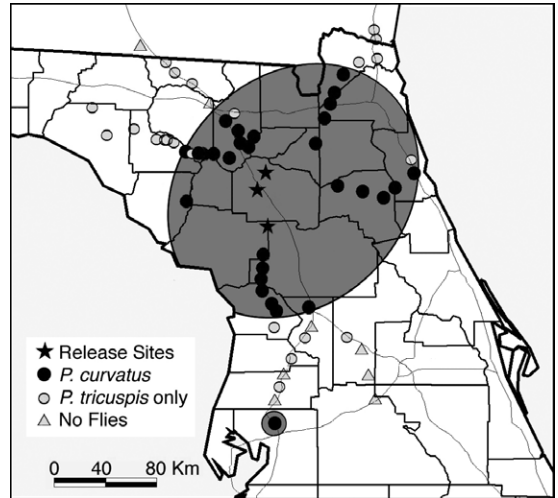 Release Sites
P. curvatus
P. tricuspis only
No Flies
0 40 80 Km